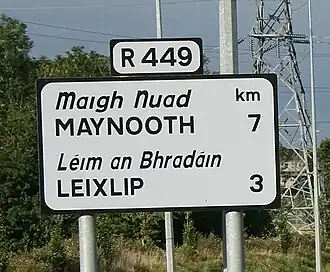 R 449
Maigh Nuad km
MAYNOOTH 7
Léim an Bhradáin
LEIXLIP 3